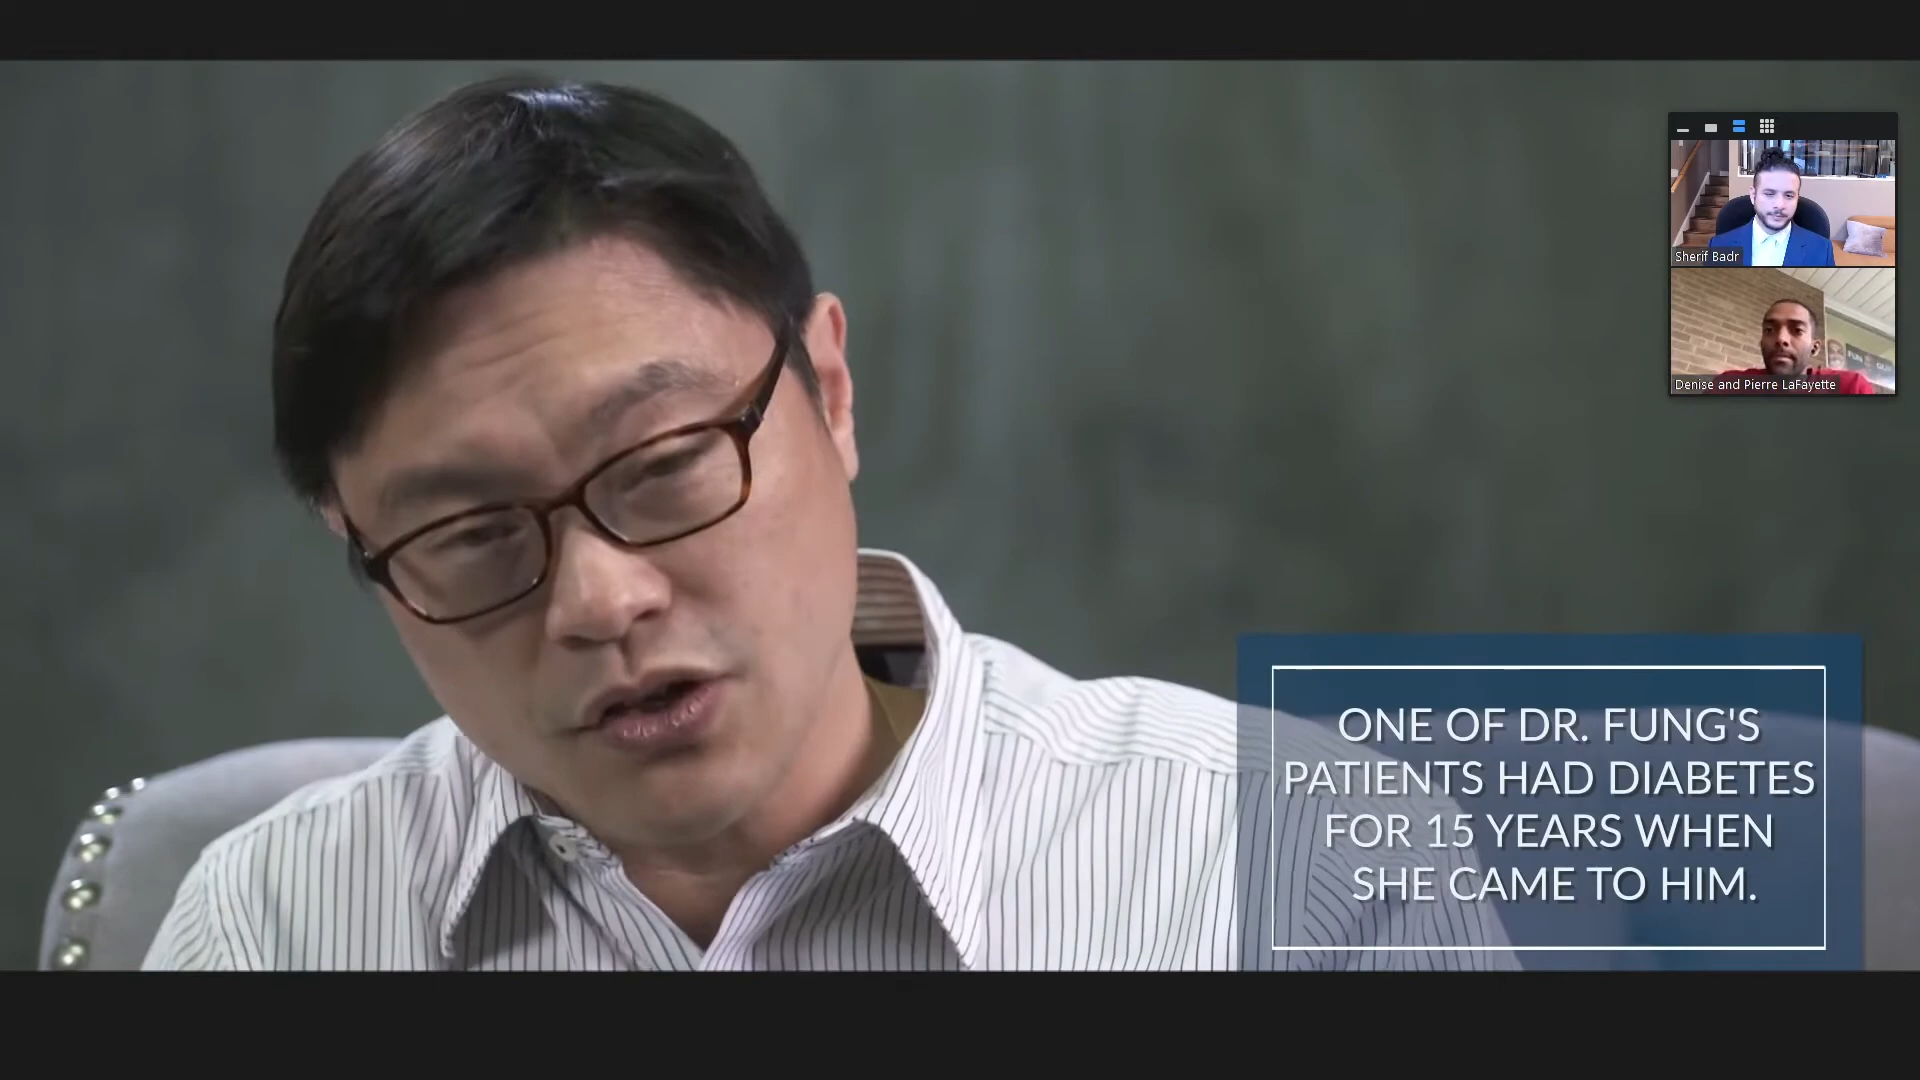 Sherif Badr
Denise and Pierre LaFayette
ONE OF DR. FUNG'S
PATIENTS HAD DIABETES
FOR 15 YEARS WHEN
SHE CAME TO HIM.